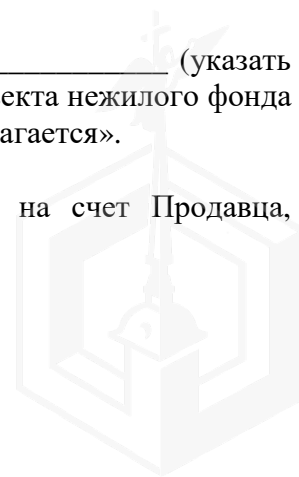 ____________ (указать
екта нежилого фонда
агается».
на счет Продавца,